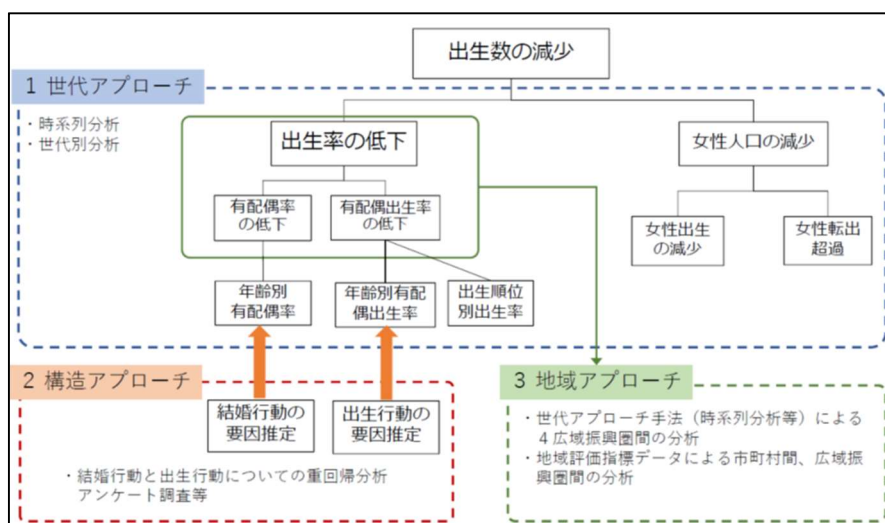 出生数の減少
1 世代アプローチ
・時系列分析
・世代別分析
出生率の低下
女性人口の減少
有配偶率
の低下
有配偶出生率
の低下
女性出生
の減少
女性転出
超過
年齢別
有配偶率
年齢別有配
偶出生率
出生順位
別出生率
2 構造アプローチ
結婚行動の
要因推定
出生行動の
要因推定
・結婚行動と出生行動についての重回帰分析
アンケート調査等
3 地域アプローチ
・世代アプローチ手法（時系列分析等）による
４広域振興圏間の分析
・地域評価指標データによる市町村間、広域振
興圏間の分析